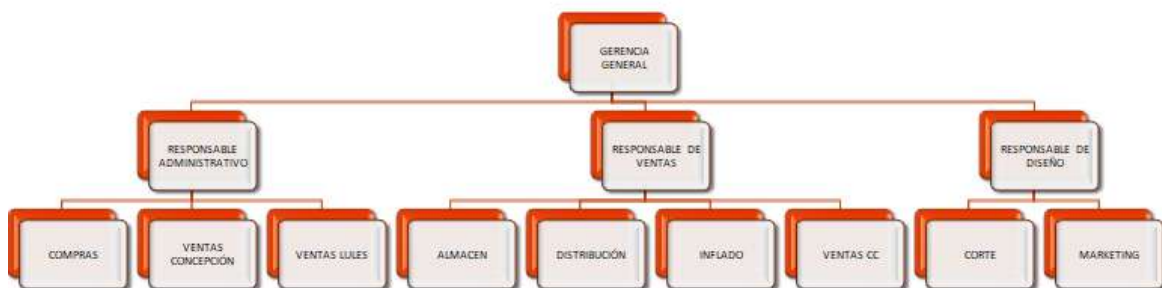 GERENCIA
GENERAL
RESPONSABLE
ADMINISTRATIVO
RESPONSABLE DE
VENTAS
RESPONSABLE DE
DISEÑO
COMPRAS
VENTAS
CONCEPCIÓN
VENTAS LULES
ALMACEN
DISTRIBUCIÓN
INFLADO
VENTAS CC
CORTE
MARKETING